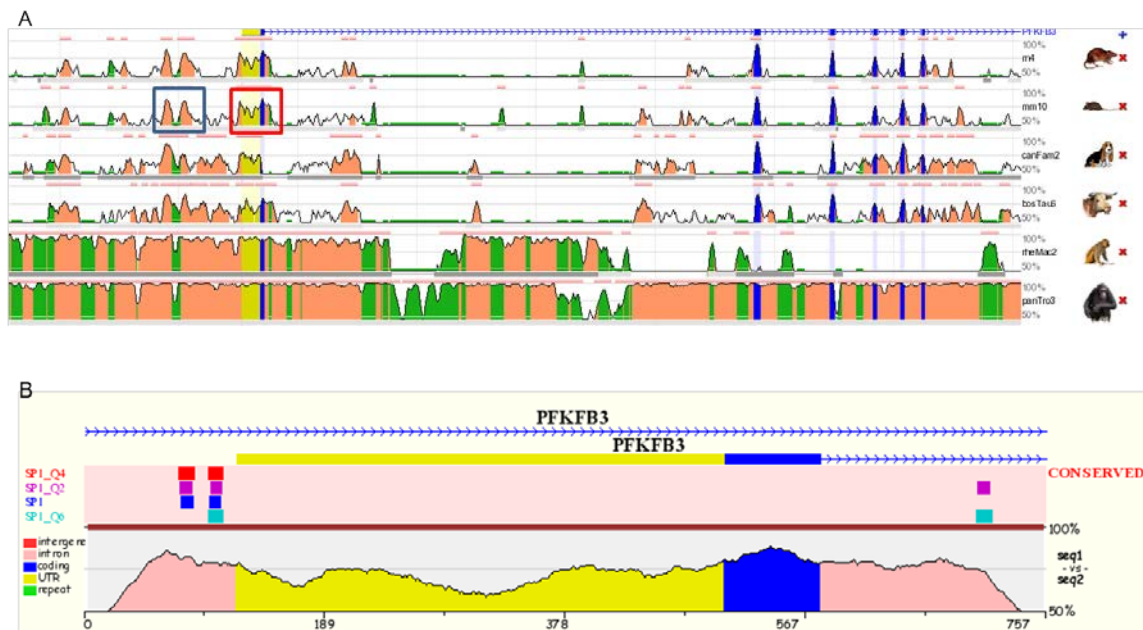 A
PFKFB3
100%
rn4
50%
100%
mm10
50%
100%
canFam2
50%
100%
bosTau6
50%
100%
rheMac2
50%
100%
panTro3
50%
B
PFKFB3
PFKFB3
SP1_Q4
CONSERVED
SP1_Q2
SP1
SP1_Q6
100%
intergene
intron
coding
UTR
repeat
seq1
- vs -
seq2
50%
0 189 378 567 757